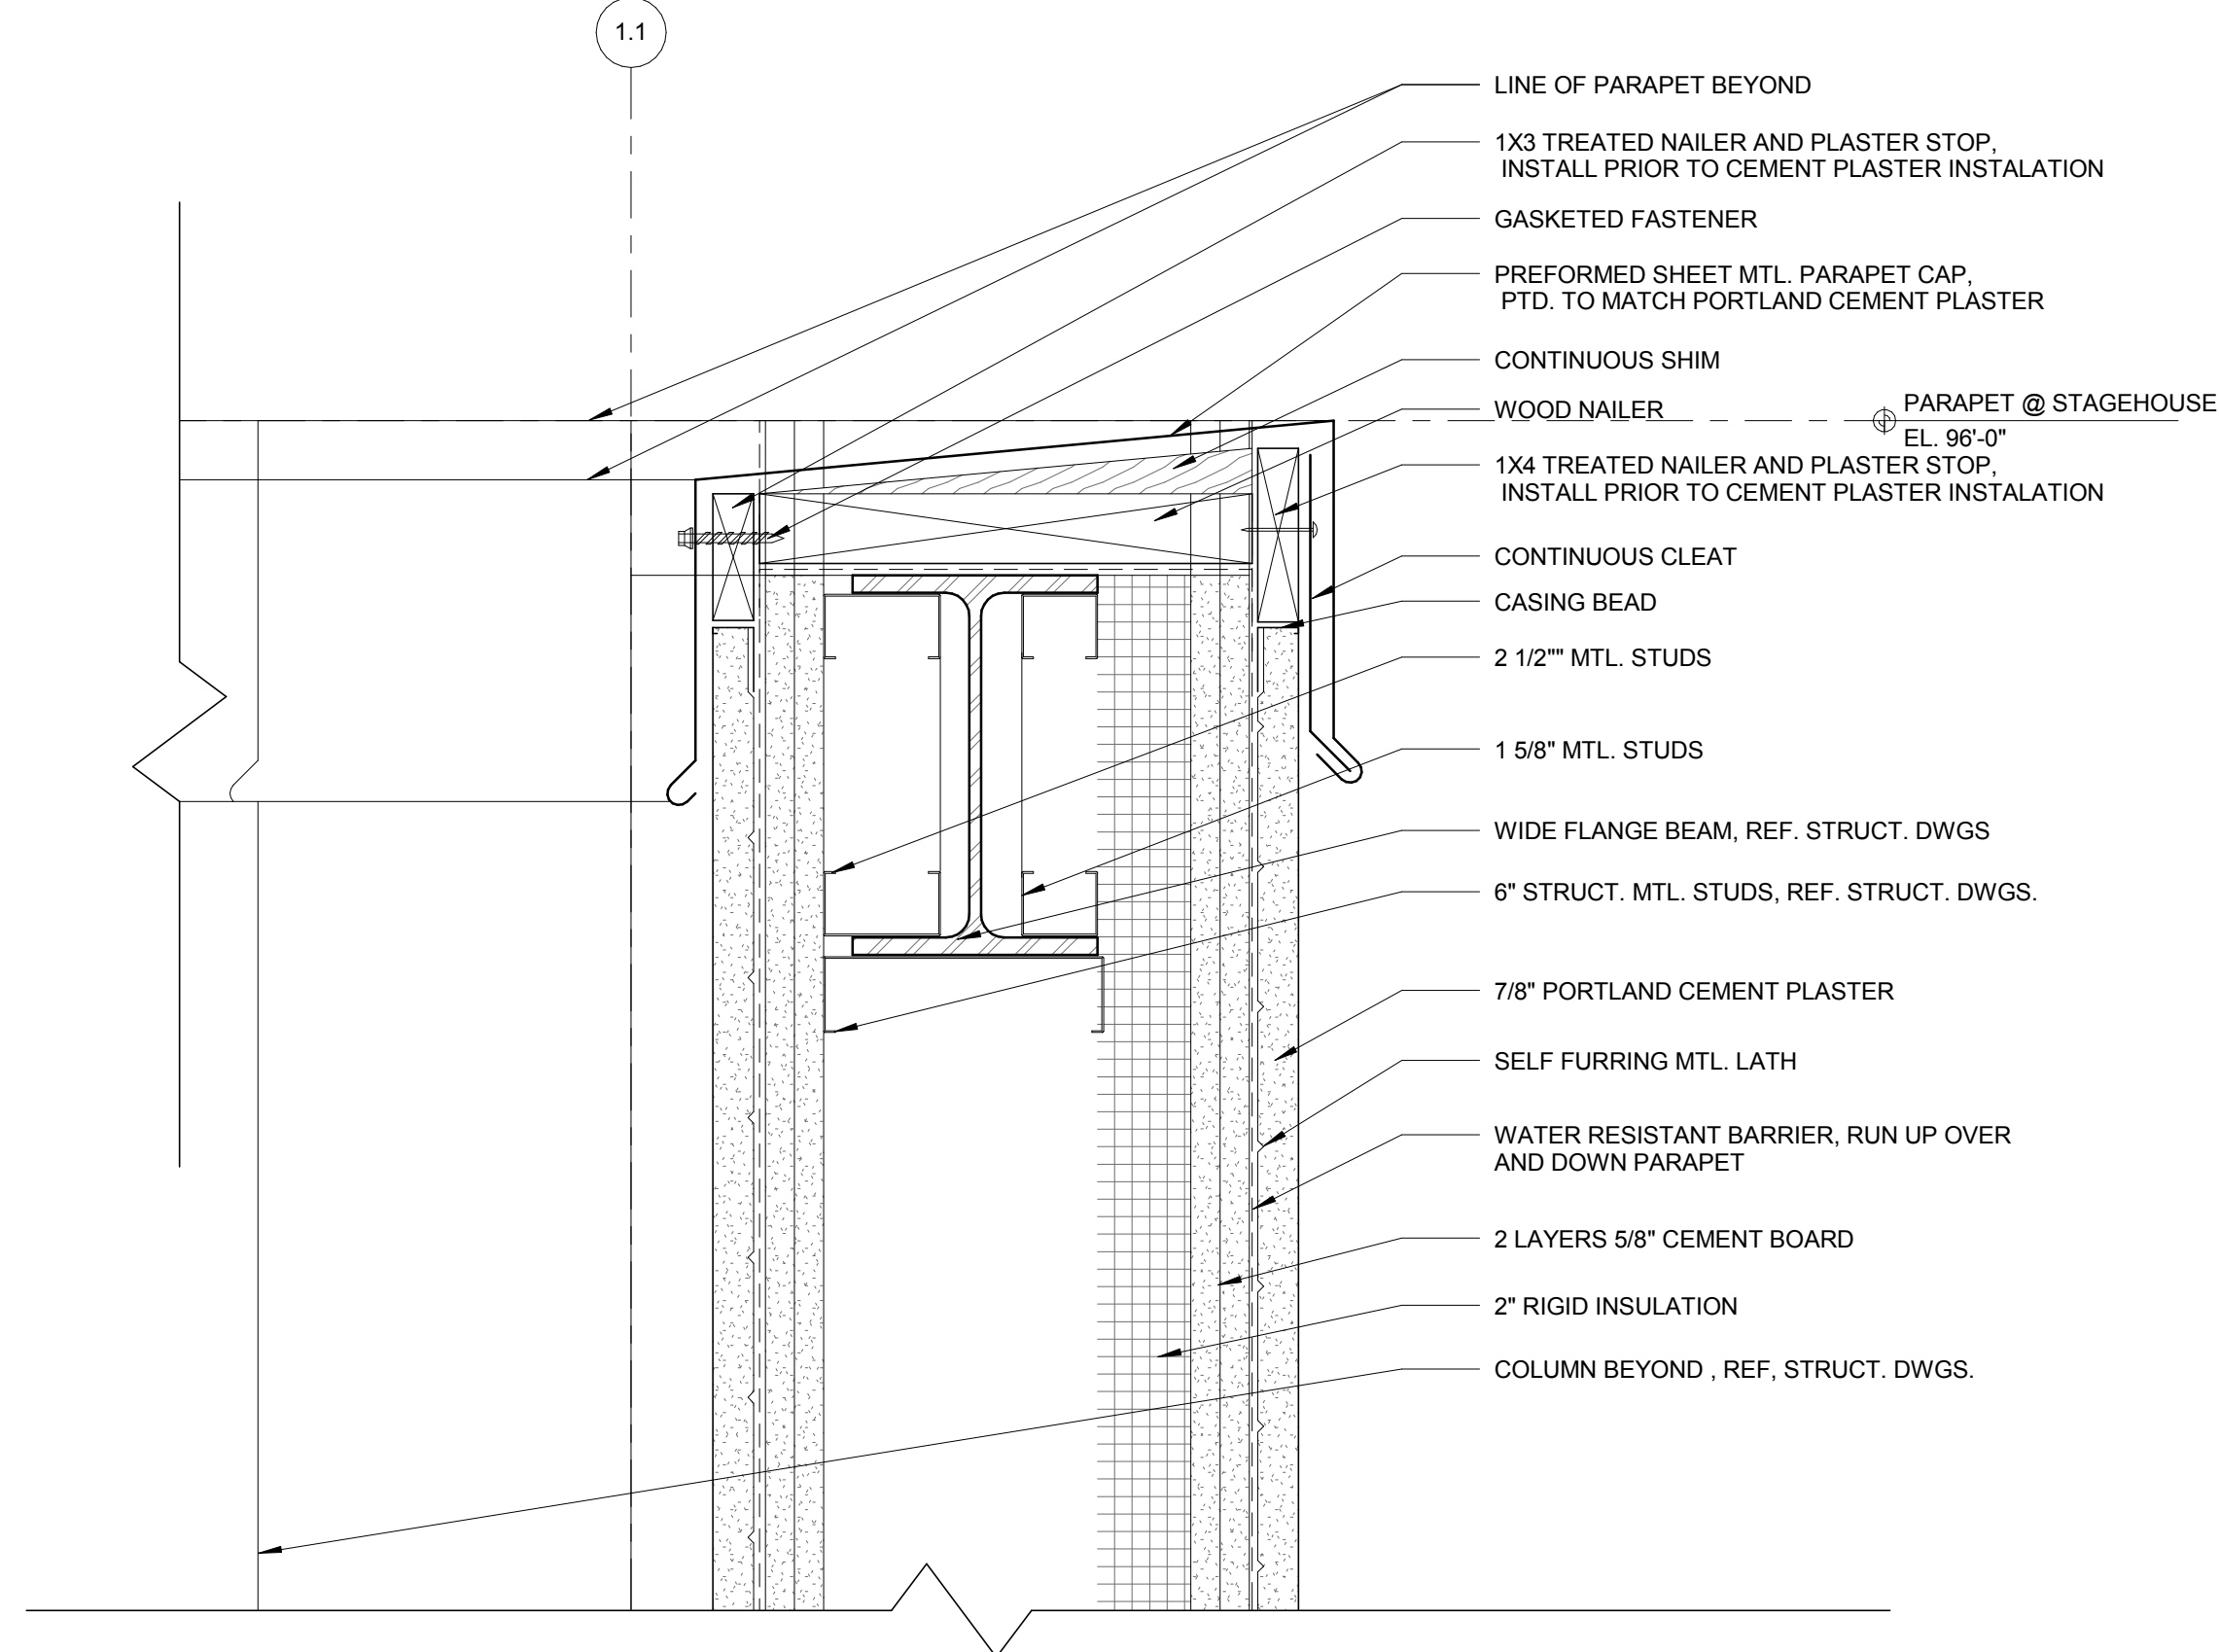 1.1
LINE OF PARAPET BEYOND
1X3 TREATED NAILER AND PLASTER STOP,
INSTALL PRIOR TO CEMENT PLASTER INSTALATION
GASKETED FASTENER
PREFORMED SHEET MTL. PARAPET CAP,
PTD. TO MATCH PORTLAND CEMENT PLASTER
CONTINUOUS SHIM
WOOD NAILER
PARAPET @ STAGEHOUSE
EL. 96'-0"
1X4 TREATED NAILER AND PLASTER STOP,
INSTALL PRIOR TO CEMENT PLASTER INSTALATION
CONTINUOUS CLEAT
CASING BEAD
2 1/2"" MTL. STUDS
1 5/8" MTL. STUDS
WIDE FLANGE BEAM, REF. STRUCT. DWGS
6" STRUCT. MTL. STUDS, REF. STRUCT. DWGS.
7/8" PORTLAND CEMENT PLASTER
SELF FURRING MTL. LATH
WATER RESISTANT BARRIER, RUN UP OVER
AND DOWN PARAPET
2 LAYERS 5/8" CEMENT BOARD
2" RIGID INSULATION
COLUMN BEYOND , REF, STRUCT. DWGS.